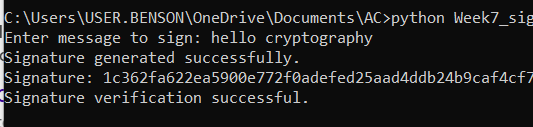 C:\Users\USER.BENSON\OneDrive\Documents\AC>python Week7_sig
Enter message to sign: hello cryptography
Signature generated successfully.
Signature: 1c362fa622ea5900e772f0adefed25aad4ddb24b9caf4cf7
Signature verification successful.